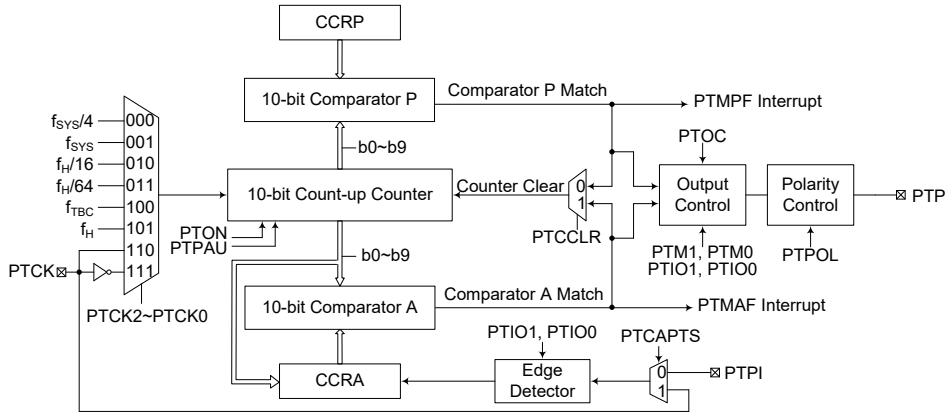 CCRP
10-bit Comparator P
Comparator P Match
PTMPF Interrupt
b0~b9
fSYS/4
000
fSYS
001
fH/16
010
fH/64
011
fTBC
100
fH
101
110
PTCK
111
PTCK2~PTCK0
10-bit Count-up Counter
PTON
PTPAU
Counter Clear
0
1
PTCCLR
PTOC
Output
Control
PTM1, PTM0
PTIO1, PTIO0
Polarity
Control
PTPOL
PTP
b0~b9
10-bit Comparator A
Comparator A Match
PTMAF Interrupt
CCRA
PTIO1, PTIO0
Edge
Detector
PTCAPTS
0
1
PTPI